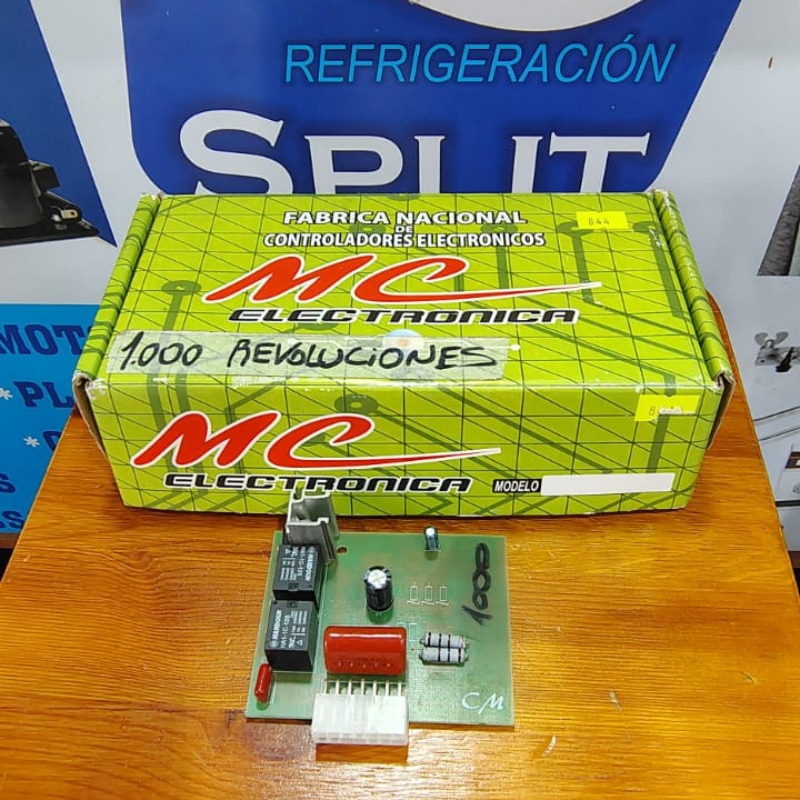 REFRIGERACIÓN
SPLIT
FABRICA NACIONAL
DE
CONTROLADORES ELECTRONICOS
844
MC
ELECTRONICA
1.000 REVOLUCIONES
MC
ELECTRONICA
MODELO
1000
CM